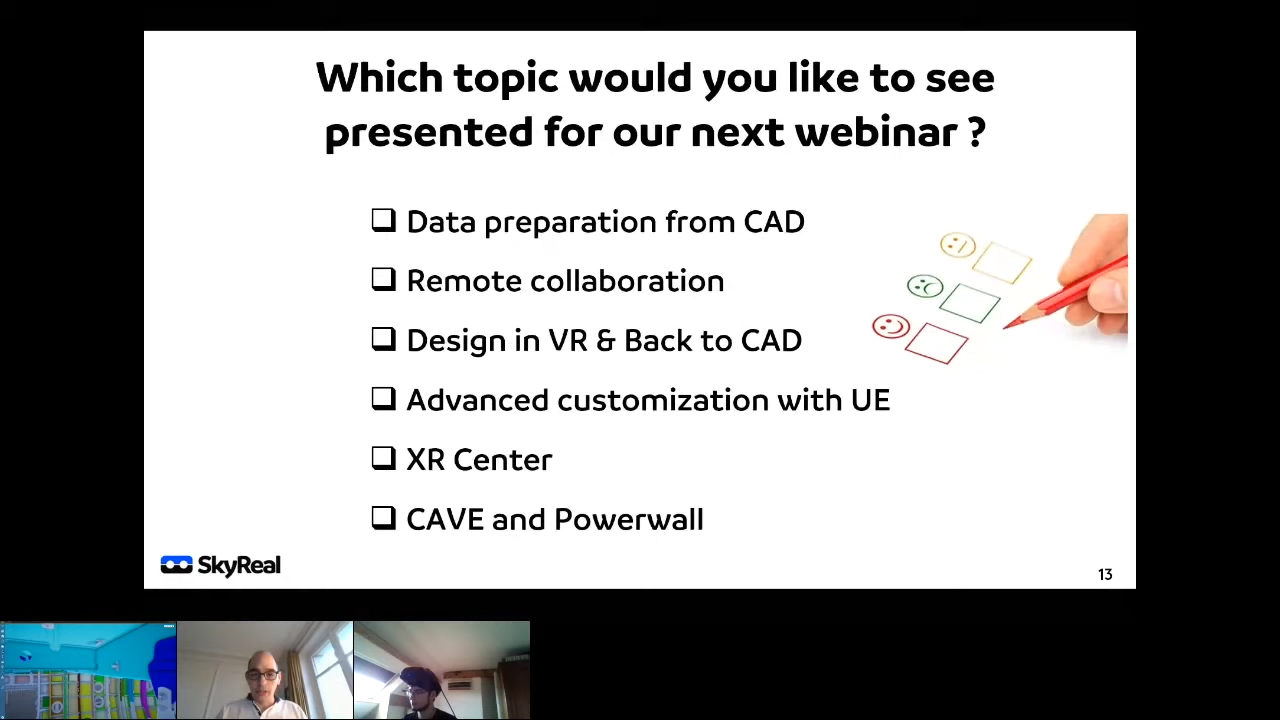 Which topic would you like to see
presented for our next webinar ?
Data preparation from CAD
Remote collaboration
Design in VR & Back to CAD
Advanced customization with UE
XR Center
CAVE and Powerwall
SkyReal
13